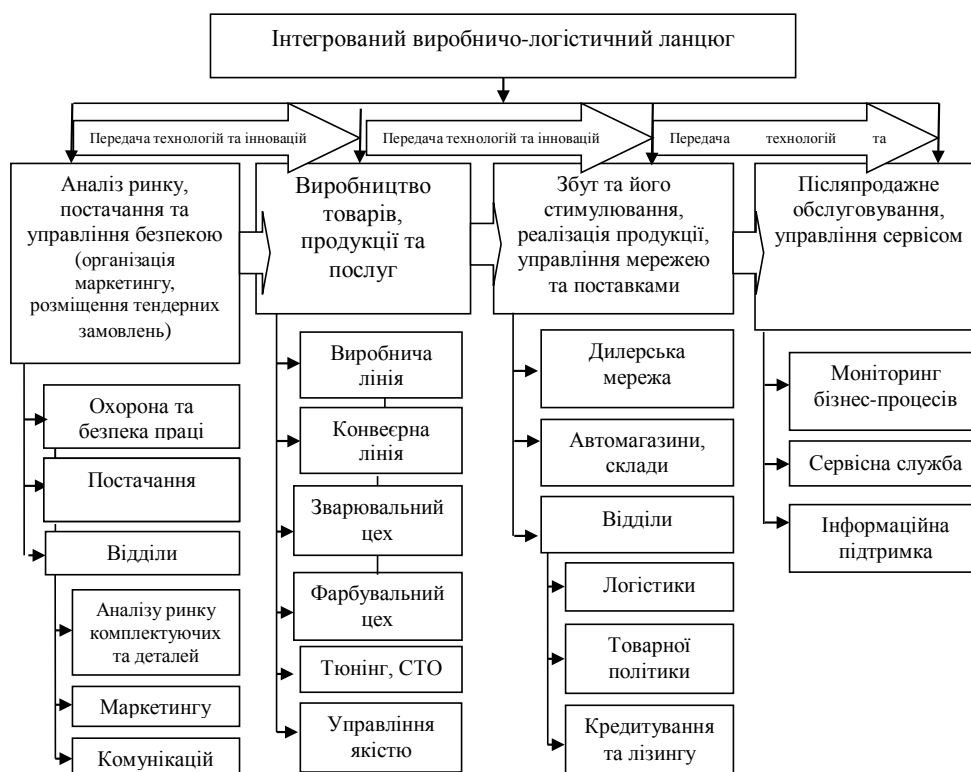 Інтегрований виробничо-логістичний ланцюг
Передача технологій та інновацій
Передача технологій та інновацій
Передача технологій та
Аналіз ринку,
постачання та
управління безпекою
(організація
маркетингу,
розміщення тендерних
замовлень)
Охорона та
безпека праці
Постачання
Відділи
Аналізу ринку
комплектуючих
та деталей
Маркетингу
Комунікацій
Виробництво
товарів,
продукції та
послуг
Виробнича
лінія
Конвеєрна
лінія
Зварювальний
цех
Фарбувальний
цех
Тюнінг, СТО
Управління
якістю
Збут та його
стимулювання,
реалізація продукції,
управління мережею
та поставками
Дилерська
мережа
Автомагазини,
склади
Відділи
Логістики
Товарної
політики
Кредитування
та лізингу
Післяпродажне
обслуговування,
управління сервісом
Моніторинг
бізнес-процесів
Сервісна служба
Інформаційна
підтримка